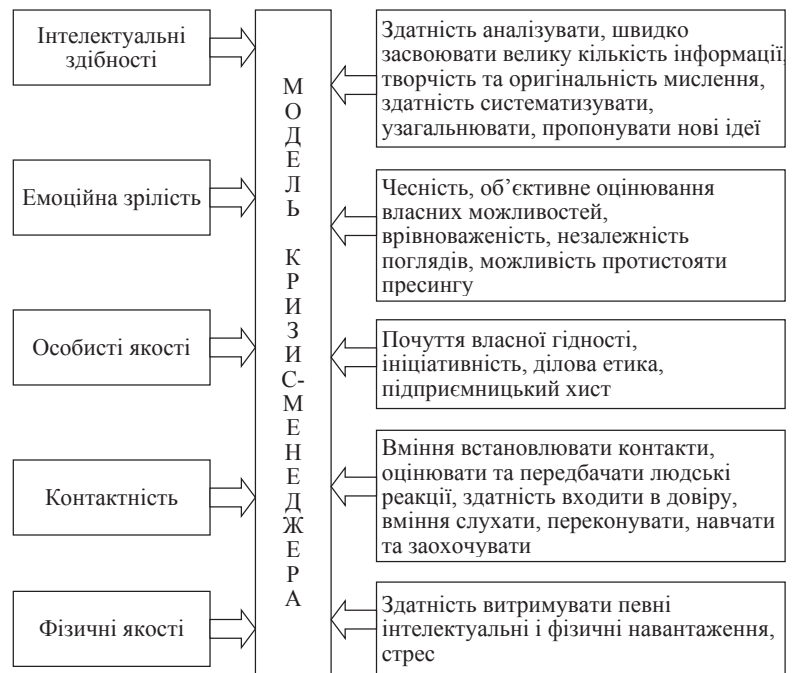 Інтелектуальні
здібності
Емоційна зрілість
Особисті якості
Контактність
Фізичні якості
МОДЕЛЬ КРИЗИС-МЕНЕДЖЕРА
Здатність аналізувати, швидко
засвоювати велику кількість інформації,
творчість та оригінальність мислення,
здатність систематизувати,
узагальнювати, пропонувати нові ідеї
Чесність, об’єктивне оцінювання
власних можливостей,
врівноваженість, незалежність
поглядів, можливість протистояти
пресингу
Почуття власної гідності,
ініціативність, ділова етика,
підприємницький хист
Вміння встановлювати контакти,
оцінювати та передбачати людські
реакції, здатність входити в довіру,
вміння слухати, переконувати, навчати
та заохочувати
Здатність витримувати певні
інтелектуальні і фізичні навантаження,
стрес